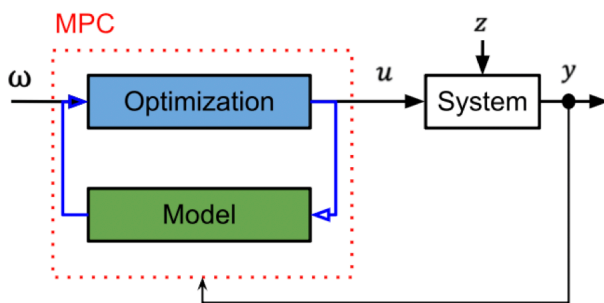 MPC
z
ω
Optimization
u
System
y
Model